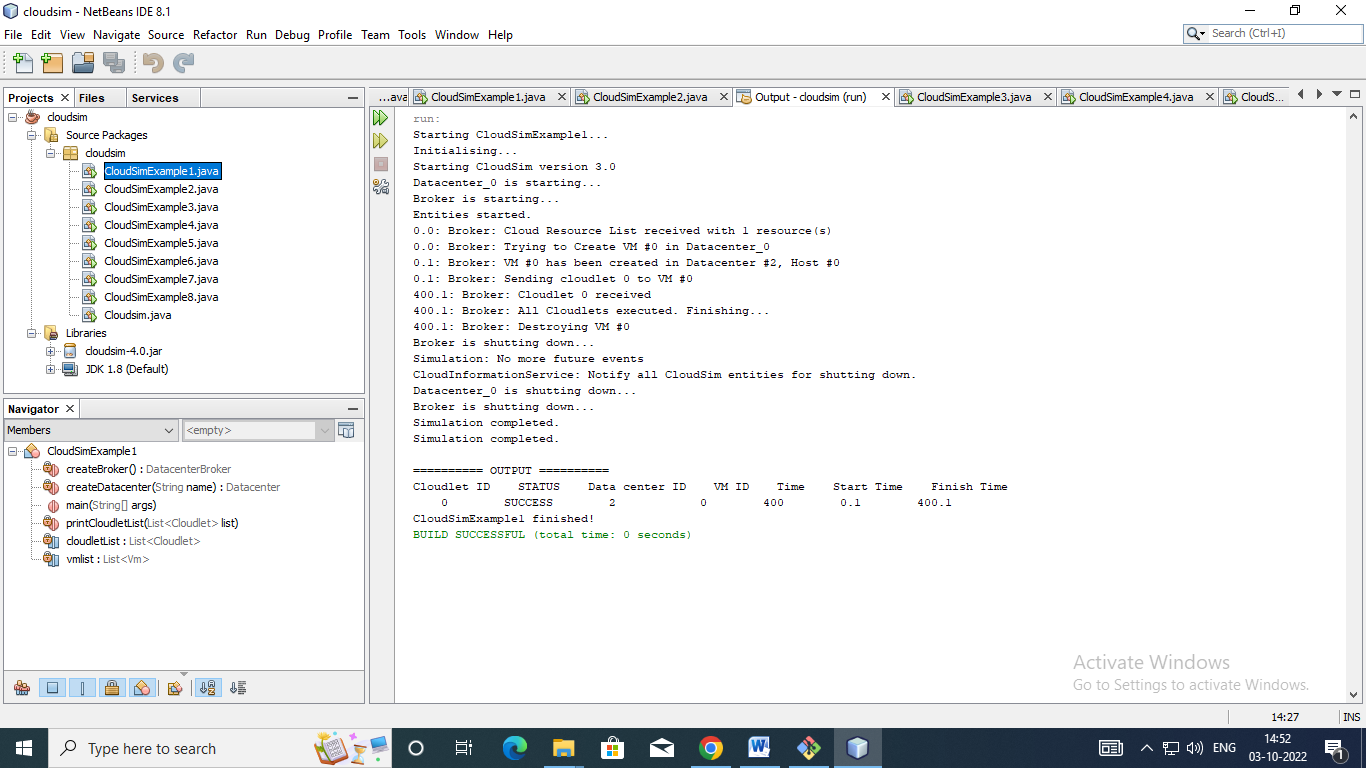 cloudsim - NetBeans IDE 8.1
File Edit View Navigate Source Refactor Run Debug Profile Team Tools Window Help
Search (Ctrl+I)
Projects Files Services
cloudsim
Source Packages
cloudsim
CloudSimExample1.java
CloudSimExample2.java
CloudSimExample3.java
CloudSimExample4.java
CloudSimExample5.java
CloudSimExample6.java
CloudSimExample7.java
CloudSimExample8.java
Cloudsim.java
Libraries
cloudsim-4.0.jar
JDK 1.8 (Default)
Navigator
Members <empty>
CloudSimExample1
createBroker() : DatacenterBroker
createDatacenter(String name) : Datacenter
main(String[] args)
printCloudletList(List<Cloudlet> list)
cloudletList : List<Cloudlet>
vmlist : List<Vm>
...ava CloudSimExample1.java CloudSimExample2.java Output - cloudsim (run) CloudSimExample3.java CloudSimExample4.java CloudS...
run:
Starting CloudSimExample1...
Initialising...
Starting CloudSim version 3.0
Datacenter_0 is starting...
Broker is starting...
Entities started.
0.0: Broker: Cloud Resource List received with 1 resource(s)
0.0: Broker: Trying to Create VM #0 in Datacenter_0
0.1: Broker: VM #0 has been created in Datacenter #2, Host #0
0.1: Broker: Sending cloudlet 0 to VM #0
400.1: Broker: Cloudlet 0 received
400.1: Broker: All Cloudlets executed. Finishing...
400.1: Broker: Destroying VM #0
Broker is shutting down...
Simulation: No more future events
CloudInformationService: Notify all CloudSim entities for shutting down.
Datacenter_0 is shutting down...
Broker is shutting down...
Simulation completed.
Simulation completed.
========== OUTPUT ==========
Cloudlet ID STATUS Data center ID VM ID Time Start Time Finish Time
0 SUCCESS 2 0 400 0.1 400.1
CloudSimExample1 finished!
BUILD SUCCESSFUL (total time: 0 seconds)
Activate Windows
Go to Settings to activate Windows.
14:27 INS
Type here to search
ENG
14:52
03-10-2022
1